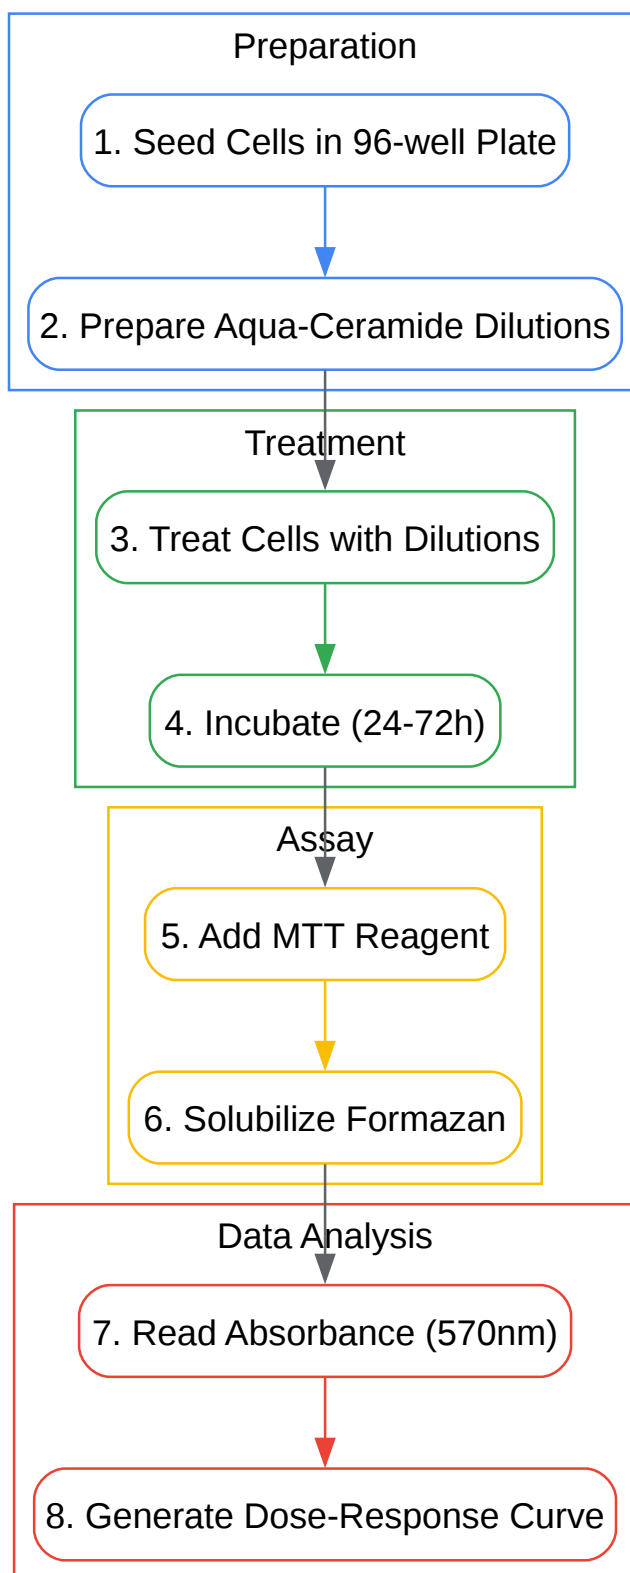 Preparation
1. Seed Cells in 96-well Plate
2. Prepare Aqua-Ceramide Dilutions
Treatment
3. Treat Cells with Dilutions
4. Incubate (24-72h)
Assay
5. Add MTT Reagent
6. Solubilize Formazan
Data Analysis
7. Read Absorbance (570nm)
8. Generate Dose-Response Curve